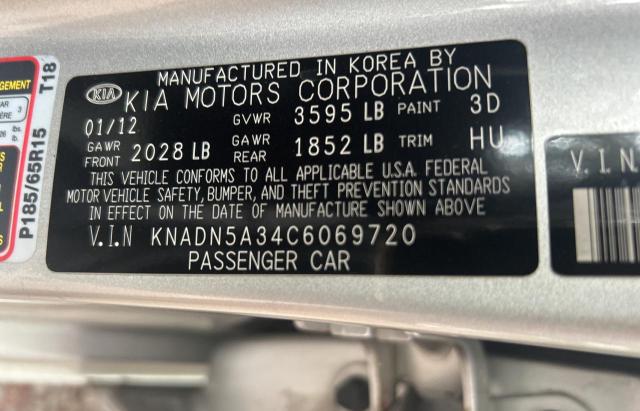 MANUFACTURED IN KOREA BY
KIA KIA MOTORS CORPORATION
01/12 GVWR 3595 LB PAINT 3D
GAWR FRONT 2028 LB GAWR REAR 1852 LB TRIM HU
THIS VEHICLE CONFORMS TO ALL APPLICABLE U.S.A. FEDERAL
MOTOR VEHICLE SAFETY, BUMPER, AND THEFT PREVENTION STANDARDS
IN EFFECT ON THE DATE OF MANUFACTURE SHOWN ABOVE
V.I.N KNADN5A34C6069720
PASSENGER CAR
P185/65R15 T18
V.I.N